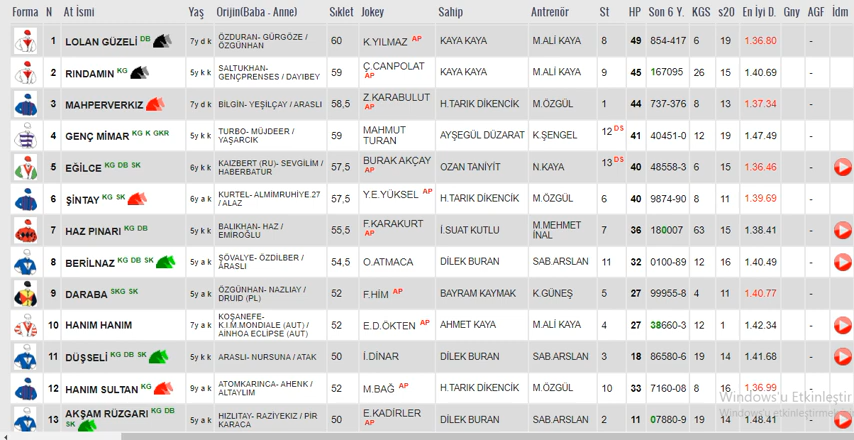 Forma N At İsmi Yaş Orijin(Baba - Anne) Sıklet Jokey Sahip Antrenör St HP Son 6 Y. KGS s20 En İyi D. Gny AGF İdm
1 LOLAN GÜZELİ DB 7y d k ÖZDURAN- GÜRGÖZE / ÖZGÜNHAN 60 K.YILMAZ AP KAYA KAYA M.ALİ KAYA 8 49 854-417 6 19 1.36.80 -
2 RINDAMIN KG 5y k k SALTUKHAN- GENÇPRENSES / DAYIBEY 59 Ç.CANPOLAT AP KAYA KAYA M.ALİ KAYA 9 45 167095 26 15 1.40.69 -
3 MAHPERVERKIZ 7y d k BİLGİN- YEŞİLÇAY / ARASLI 58,5 Z.KARABULUT AP H.TARIK DİKENCİK M.ÖZGÜL 1 44 737-376 8 13 1.37.34 -
4 GENÇ MİMAR KG K GKR 5y k k TURBO- MÜJDEER / YAŞARCIK 59 MAHMUT TURAN AYŞEGÜL DÜZARAT K.ŞENGEL 12 DS 41 40451-0 12 19 1.47.49 -
5 EĞİLCE KG DB SK 6y k k KAIZBERT (RU)- SEVGİLİM / HABERBATUR 57,5 BURAK AKÇAY AP OZAN TANİYİT N.KAYA 13 DS 40 48558-3 6 15 1.36.46 -
6 ŞİNTAY KG SK 6y a k KURTEL- ALMIMRUHİYE.27 / ALAZ 57,5 Y.E.YÜKSEL AP H.TARIK DİKENCİK M.ÖZGÜL 6 40 9874-90 8 11 1.39.69 -
7 HAZ PINARI KG DB 5y k k BALIKHAN- HAZ / EMİROĞLU 55,5 F.KARAKURT AP İ.SUAT KUTLU M.MEHMET İNAL 7 36 180007 63 15 1.38.41 -
8 BERİLNAZ KG DB SK 5y a k ŞÖVALYE- ÖZDİLBER / ARASLI 54,5 O.ATMACA DİLEK BURAN SAB.ARSLAN 11 32 0100-89 12 16 1.40.49 -
9 DARABA SKG SK 5y a k ÖZGÜNHAN- NAZLIAY / DRUID (PL) 52 F.HİM AP BAYRAM KAYMAK K.GÜNEŞ 5 27 99955-8 4 11 1.40.77 -
10 HANIM HANIM 7y a k KOŞANEFE- K.I.M.MONDIALE (AUT) / AINHOA ECLIPSE (AUT) 52 E.D.ÖKTEN AP AHMET KAYA M.ALİ KAYA 4 27 38660-3 12 1 1.42.34 -
11 DÜŞSELİ KG DB SK 5y k k ARASLI- NURSUNA / ATAK 50 İ.DİNAR DİLEK BURAN SAB.ARSLAN 3 18 86580-6 19 14 1.41.68 -
12 HANIM SULTAN KG 9y a k ATOMKARINCA- AHENK / ALTAYLIM 52 M.BAĞ AP H.TARIK DİKENCİK M.ÖZGÜL 10 33 7160-08 8 16 1.36.99 -
Windows'u Etkinleştir
13 AKŞAM RÜZGARI KG DB SK 5y a k HIZLITAY- RAZİYEKIZ / PIR KARACA 50 E.KADİRLER AP DİLEK BURAN SAB.ARSLAN 2 11 07880-9 19 14 1.48.41 -
Windows'u etkinleştirmek